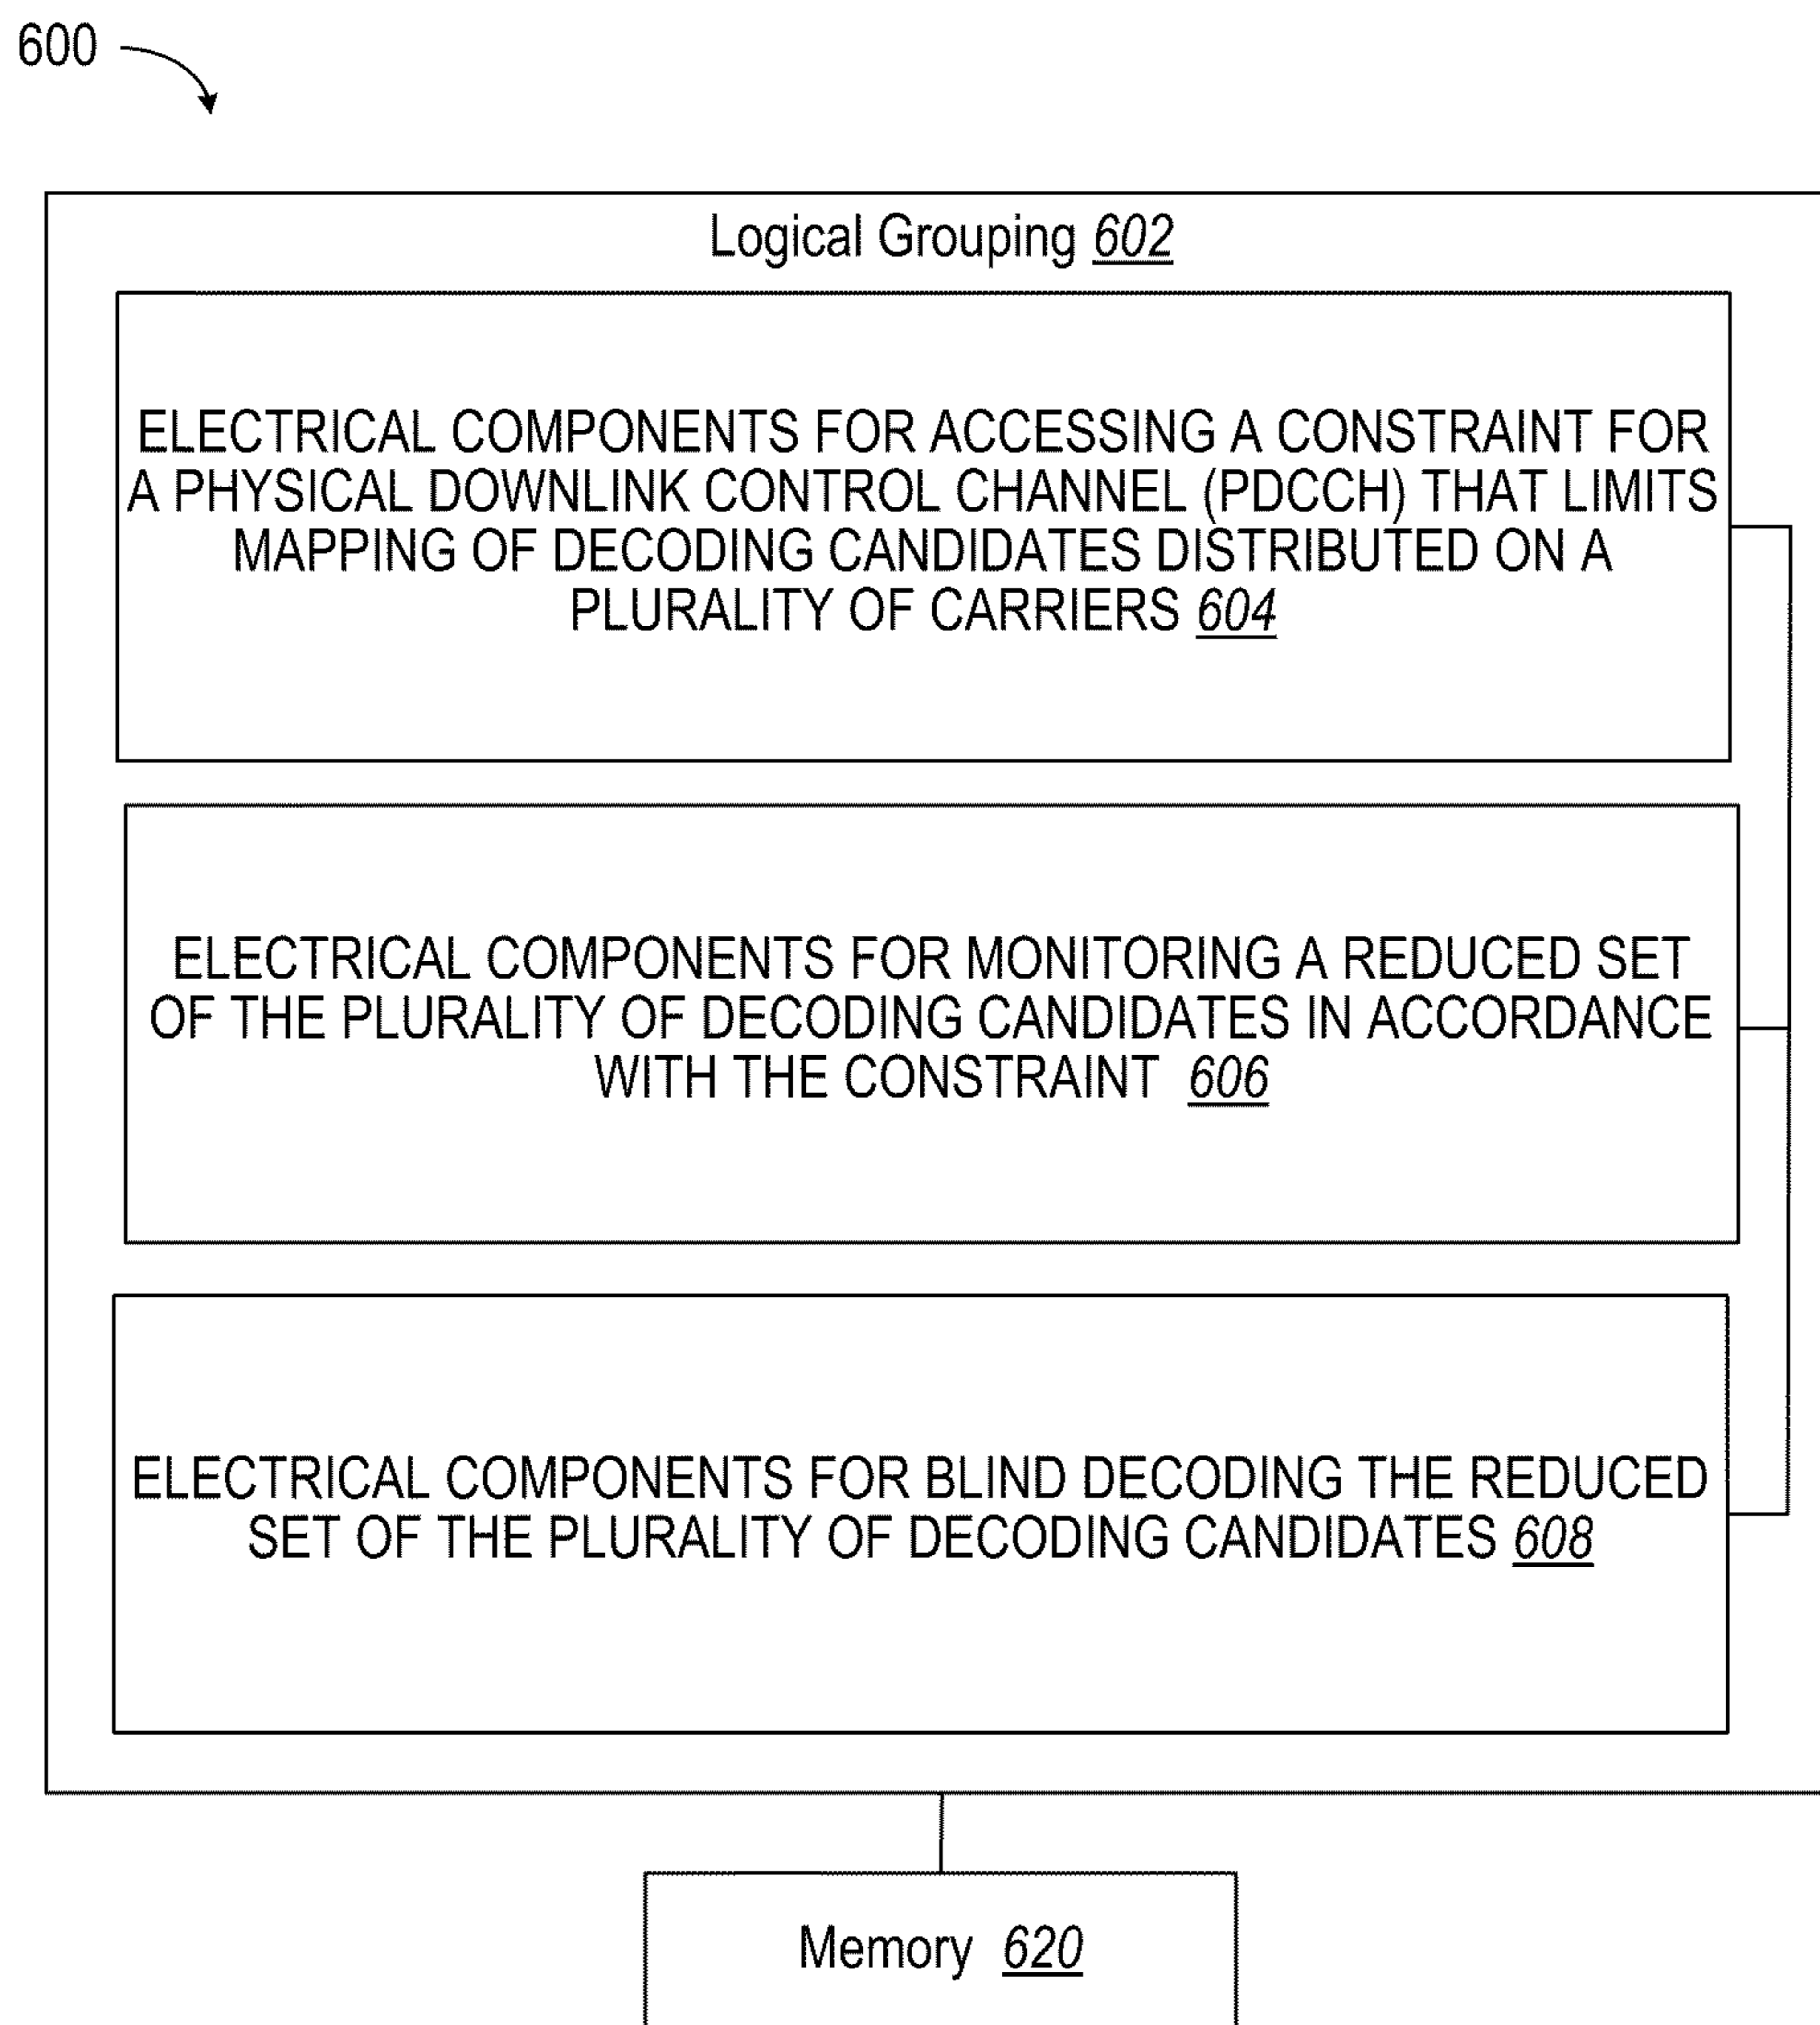 600
Logical Grouping 602
ELECTRICAL COMPONENTS FOR ACCESSING A CONSTRAINT FOR
A PHYSICAL DOWNLINK CONTROL CHANNEL (PDCCH) THAT LIMITS
MAPPING OF DECODING CANDIDATES DISTRIBUTED ON A
PLURALITY OF CARRIERS 604
ELECTRICAL COMPONENTS FOR MONITORING A REDUCED SET
OF THE PLURALITY OF DECODING CANDIDATES IN ACCORDANCE
WITH THE CONSTRAINT 606
ELECTRICAL COMPONENTS FOR BLIND DECODING THE REDUCED
SET OF THE PLURALITY OF DECODING CANDIDATES 608
Memory 620